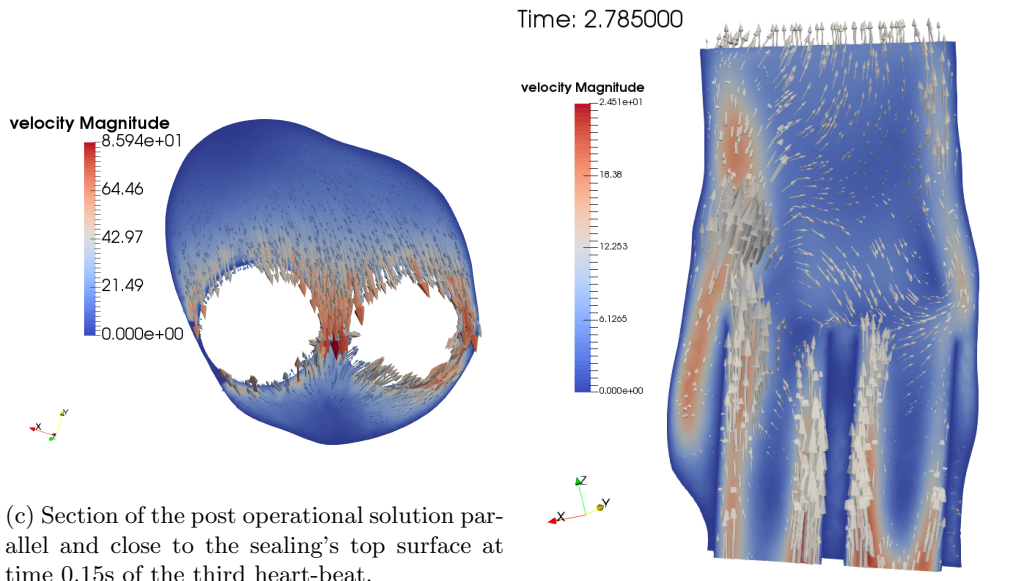 Time: 2.785000
velocity Magnitude
8.594e+01
64.46
42.97
21.49
0.000e+00
Y
X
Z
(c) Section of the post operational solution par-
allel and close to the sealing's top surface at
time 0.15s of the third heart-beat.
velocity Magnitude
2.451e+01
18.38
12.253
6.1265
0.000e+00
Z
Y
X